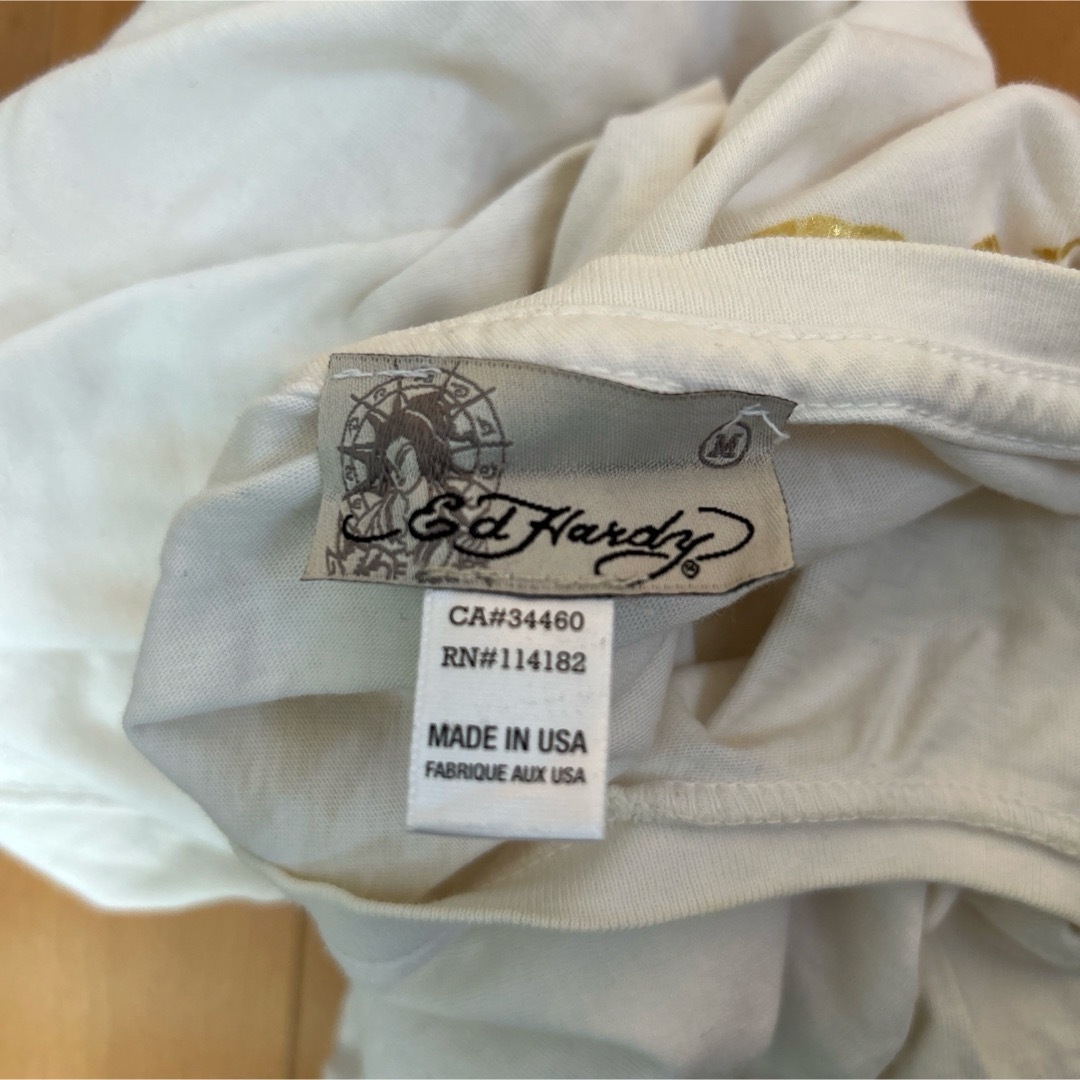 M
Ed Hardy®
CA#34460
RN#114182
MADE IN USA
FABRIQUE AUX USA